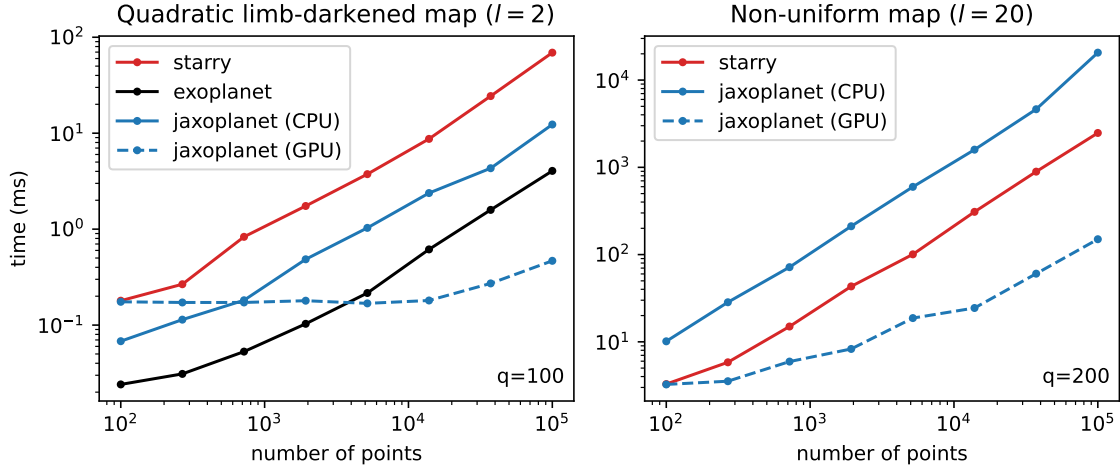 Quadratic limb-darkened map (l = 2)
10²
10¹
10⁰
10⁻¹
time (ms)
starry
exoplanet
jaxoplanet (CPU)
jaxoplanet (GPU)
q=100
10² 10³ 10⁴ 10⁵
number of points
Non-uniform map (l = 20)
10⁴
10³
10²
10¹
starry
jaxoplanet (CPU)
jaxoplanet (GPU)
q=200
10² 10³ 10⁴ 10⁵
number of points